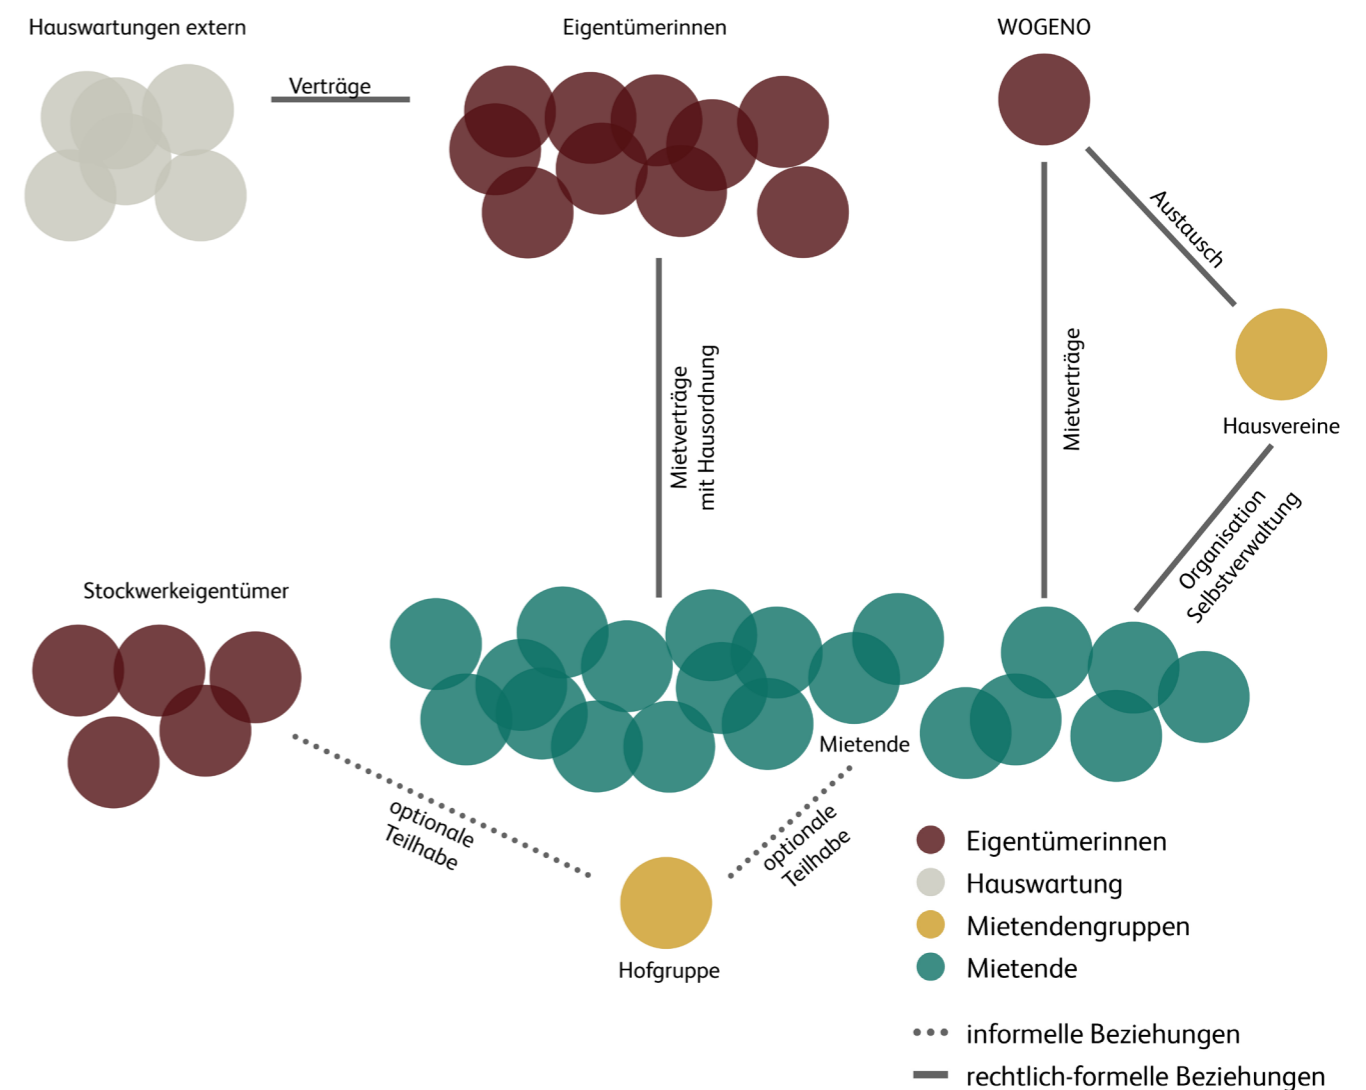 Hauswartungen extern
Eigentümerinnen
WOGENO
Verträge
Austausch
Mietverträge
mit Hausordnung
Mietverträge
Hausvereine
Organisation
Selbstverwaltung
Stockwerkeigentümer
Mietende
optionale
Teilhabe
optionale
Teilhabe
Hofgruppe
Eigentümerinnen
Hauswartung
Mietendengruppen
Mietende
informelle Beziehungen
rechtlich-formelle Beziehungen